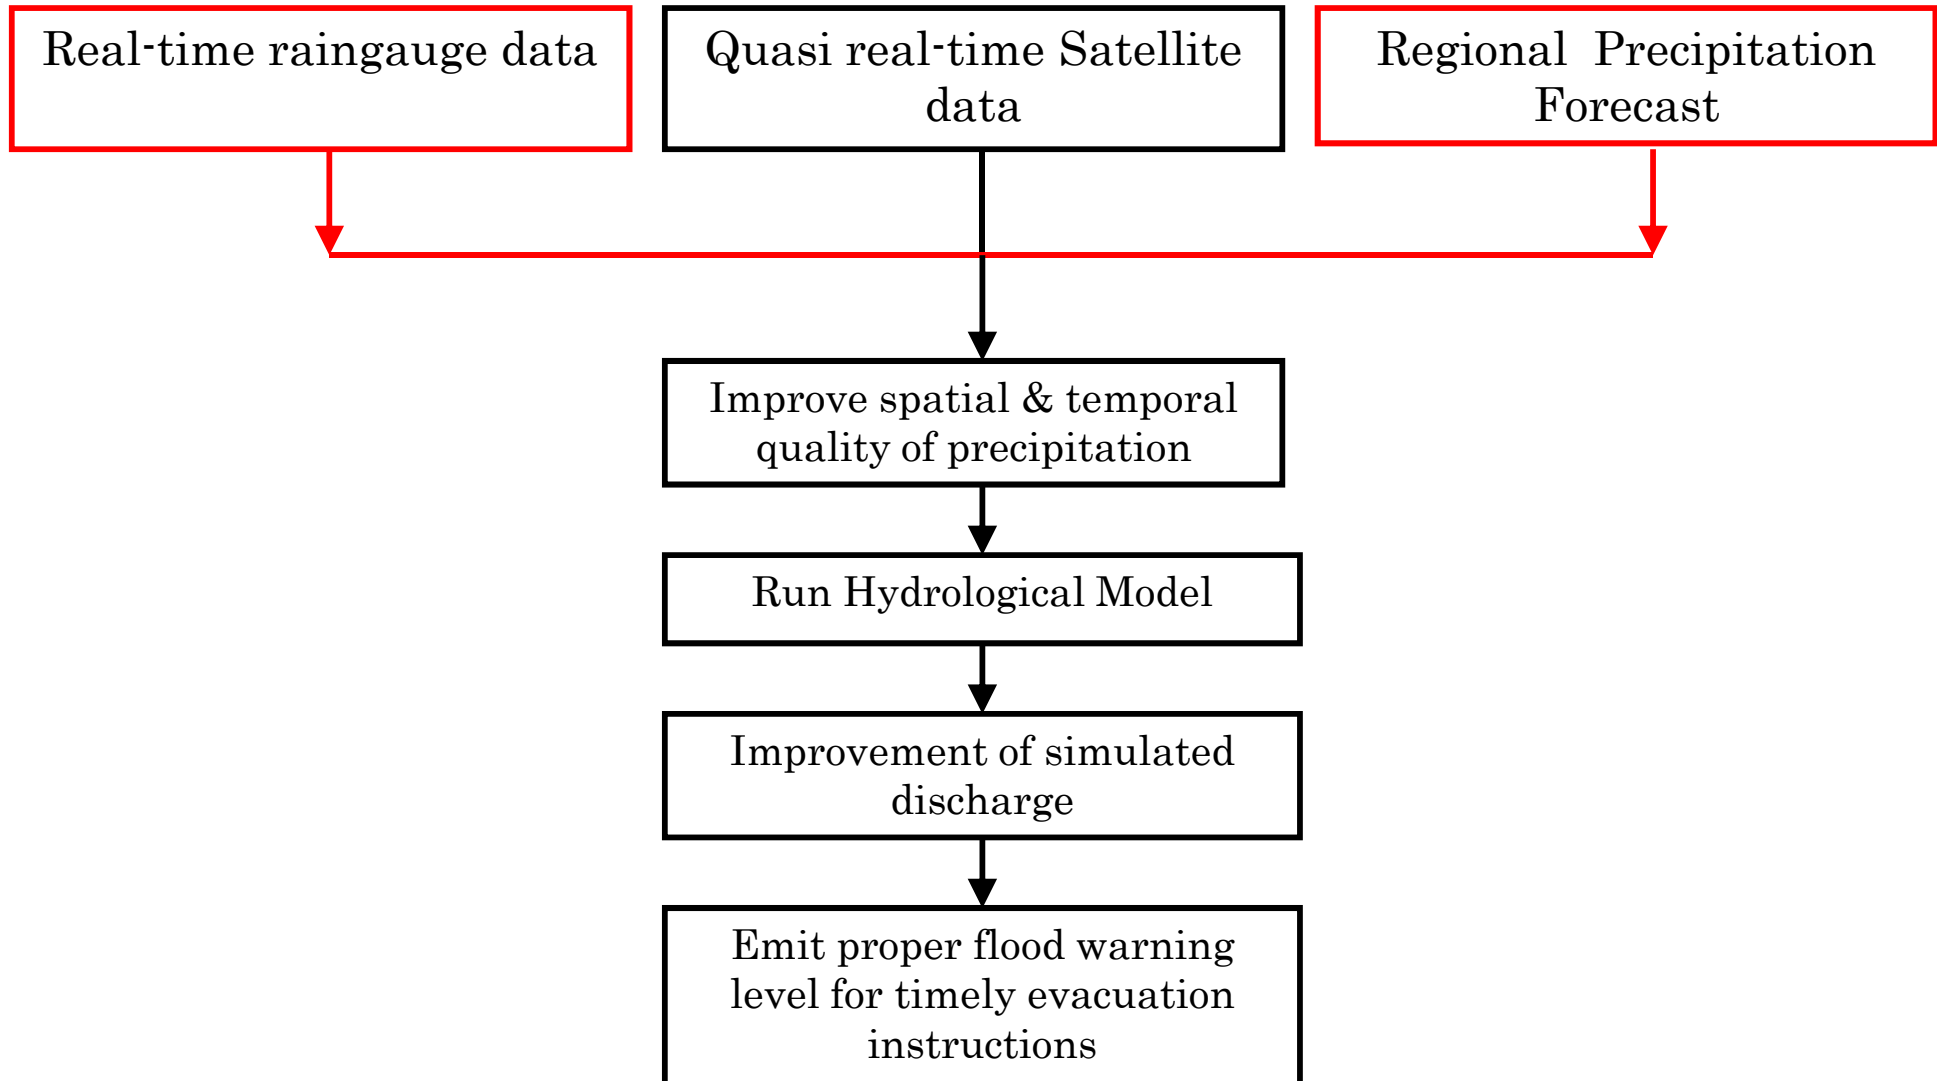 Real-time raingauge data
Quasi real-time Satellite
data
Regional Precipitation
Forecast
Improve spatial & temporal
quality of precipitation
Run Hydrological Model
Improvement of simulated
discharge
Emit proper flood warning
level for timely evacuation
instructions